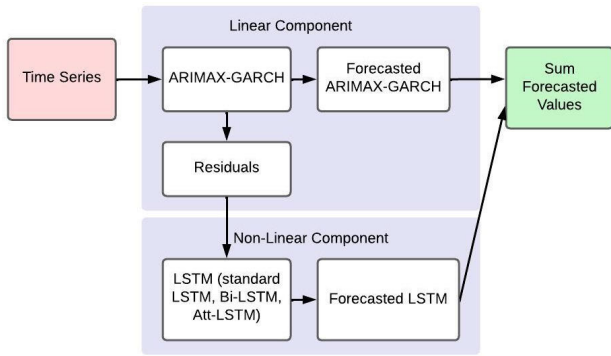 Linear Component
Time Series
ARIMAX-GARCH
Forecasted
ARIMAX-GARCH
Sum
Forecasted
Values
Residuals
Non-Linear Component
LSTM (standard
LSTM, Bi-LSTM,
Att-LSTM)
Forecasted LSTM